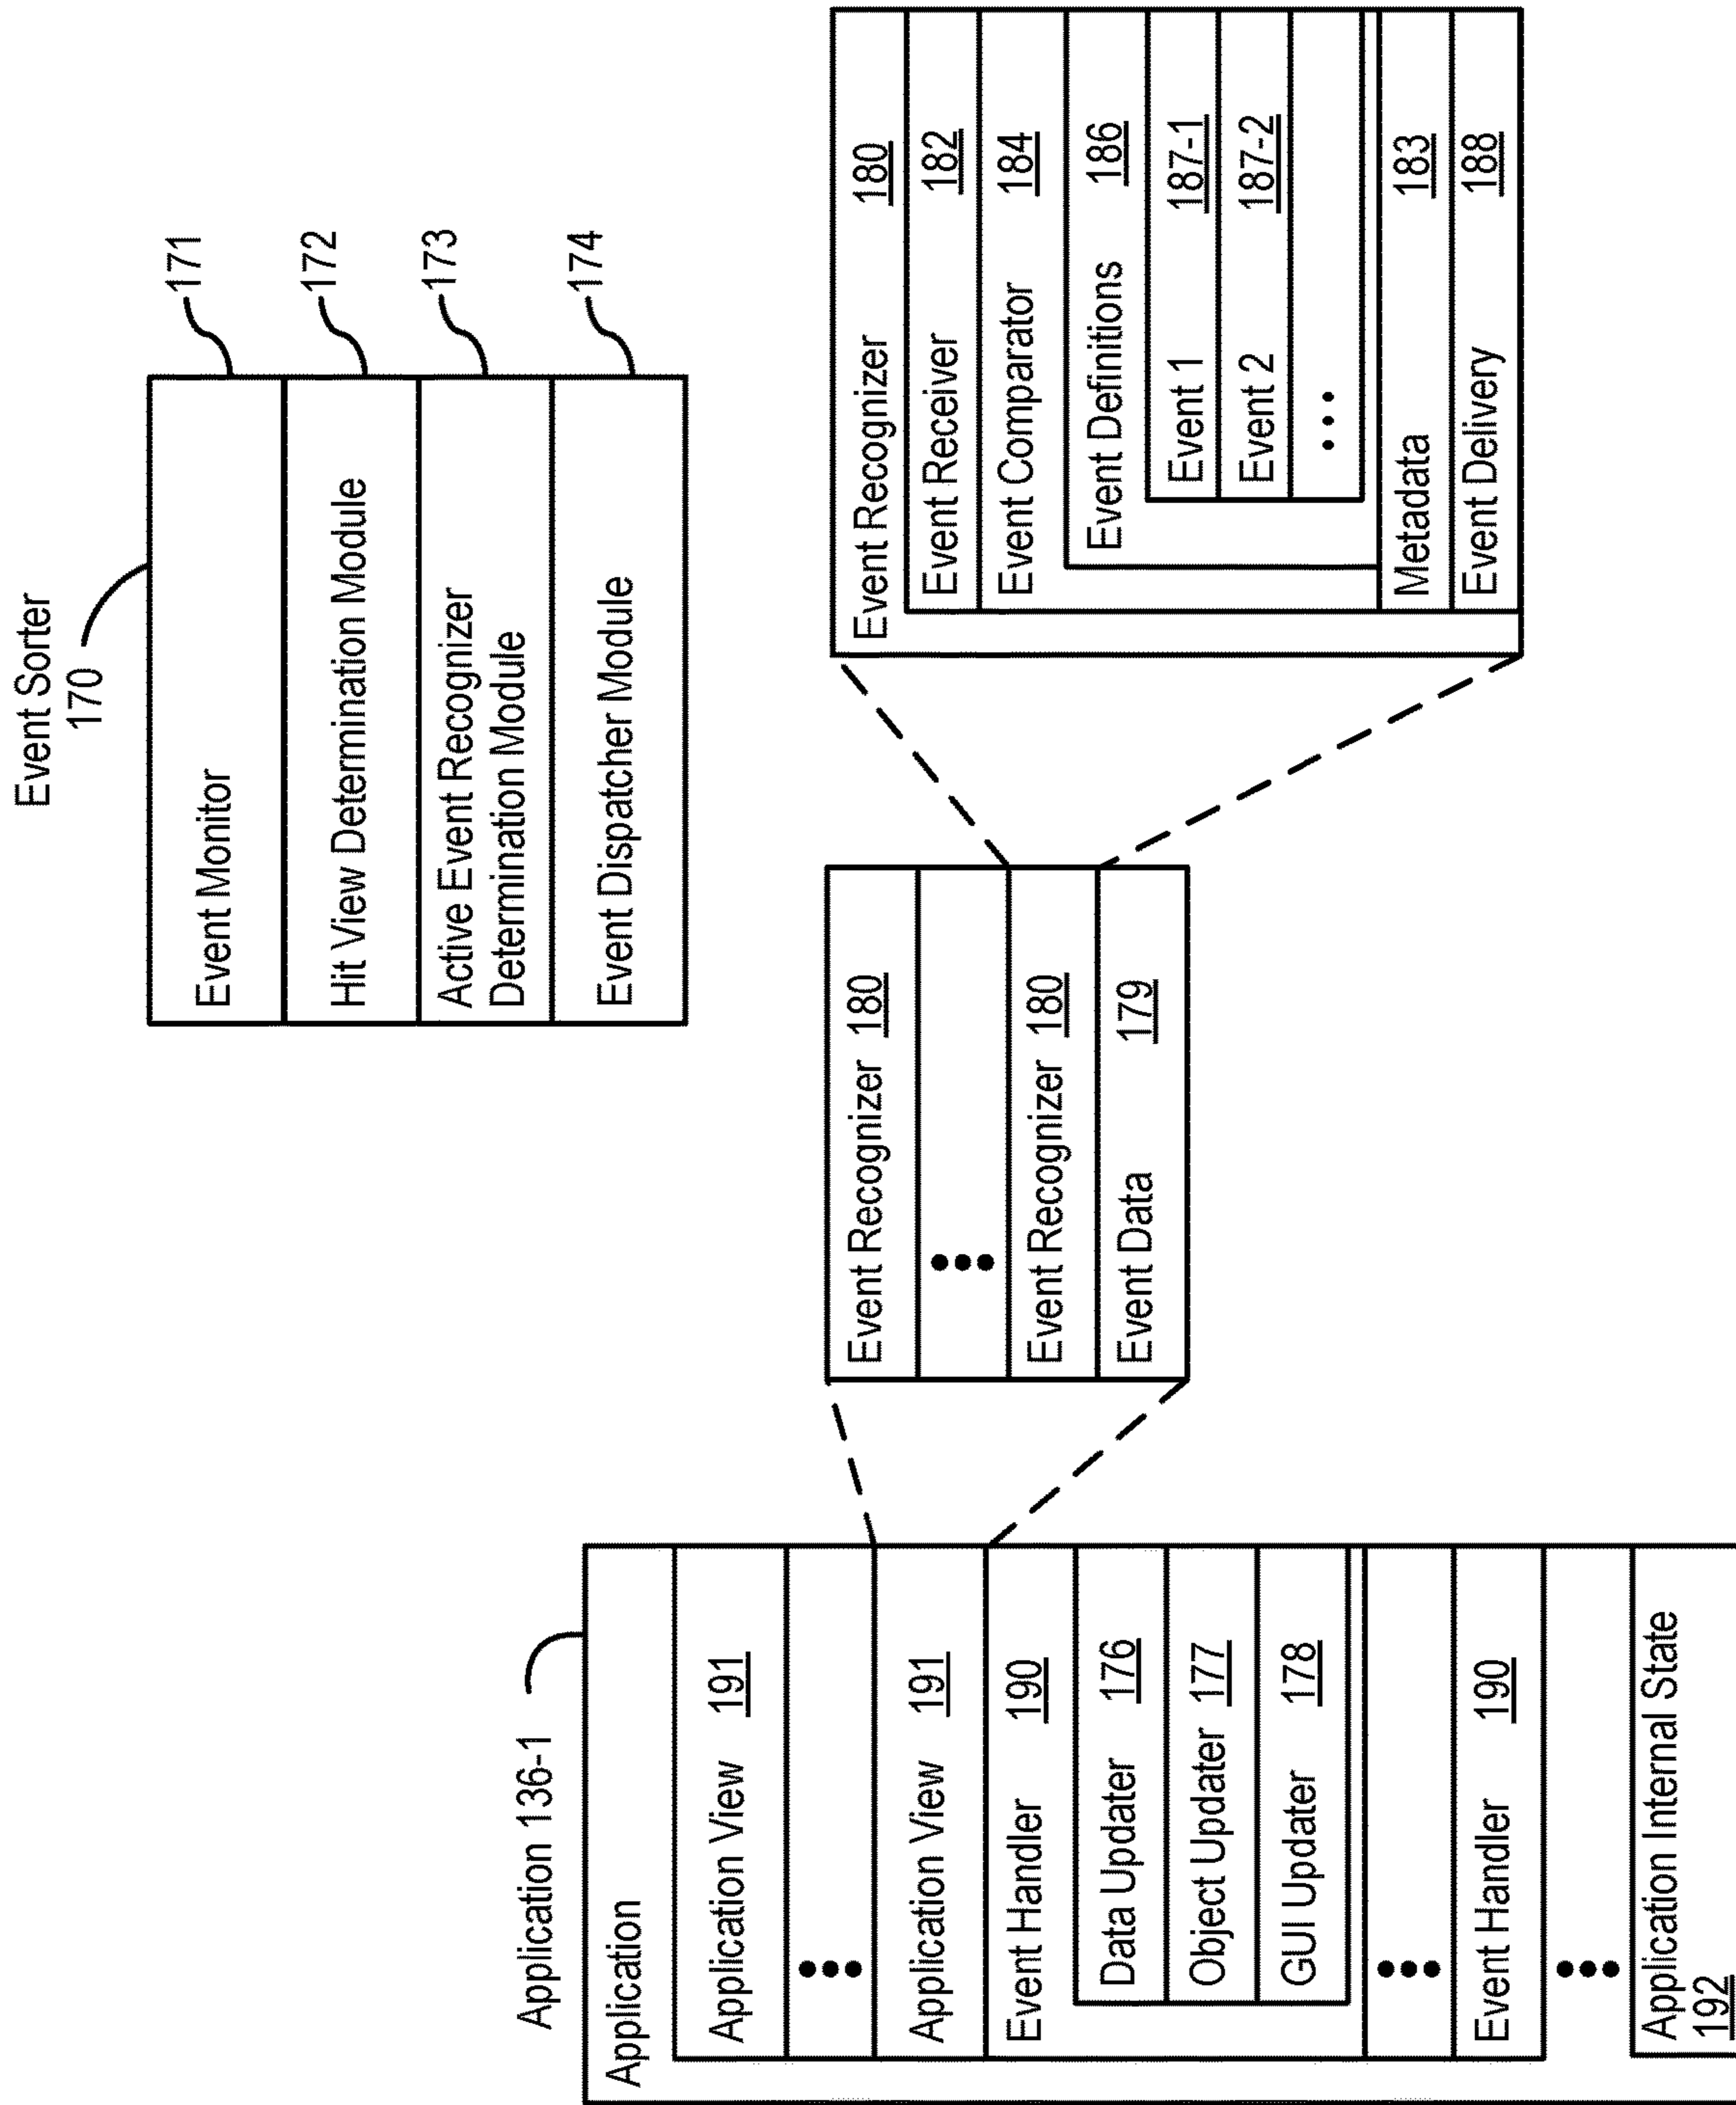 Event Sorter
170
Event Monitor
171
Hit View Determination Module
172
Active Event Recognizer
Determination Module
173
Event Dispatcher Module
174
Application 136-1
Application
Application View 191
•••
Application View 191
Event Handler 190
Data Updater 176
Object Updater 177
GUI Updater 178
•••
Event Handler 190
•••
Application Internal State
192
Event Recognizer 180
•••
Event Recognizer 180
Event Data 179
Event Recognizer 180
Event Receiver 182
Event Comparator 184
Event Definitions 186
Event 1 187-1
Event 2 187-2
•••
Metadata 183
Event Delivery 188